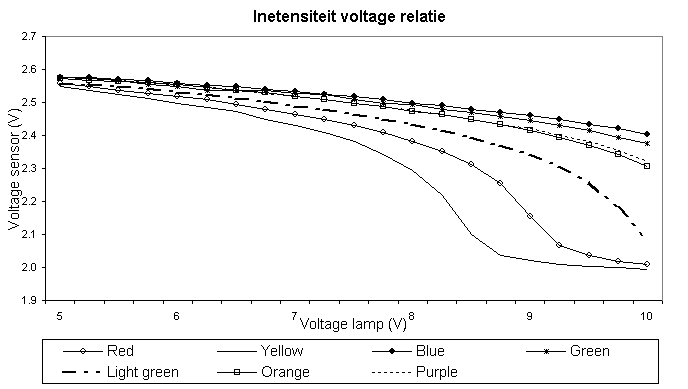 Inetensiteit voltage relatie
2.7
2.6
2.5
2.4
2.3
2.2
2.1
2.0
1.9
Voltage sensor (V)
5 6 7 8 9 10
Voltage lamp (V)
Red Yellow Blue Green
Light green Orange Purple